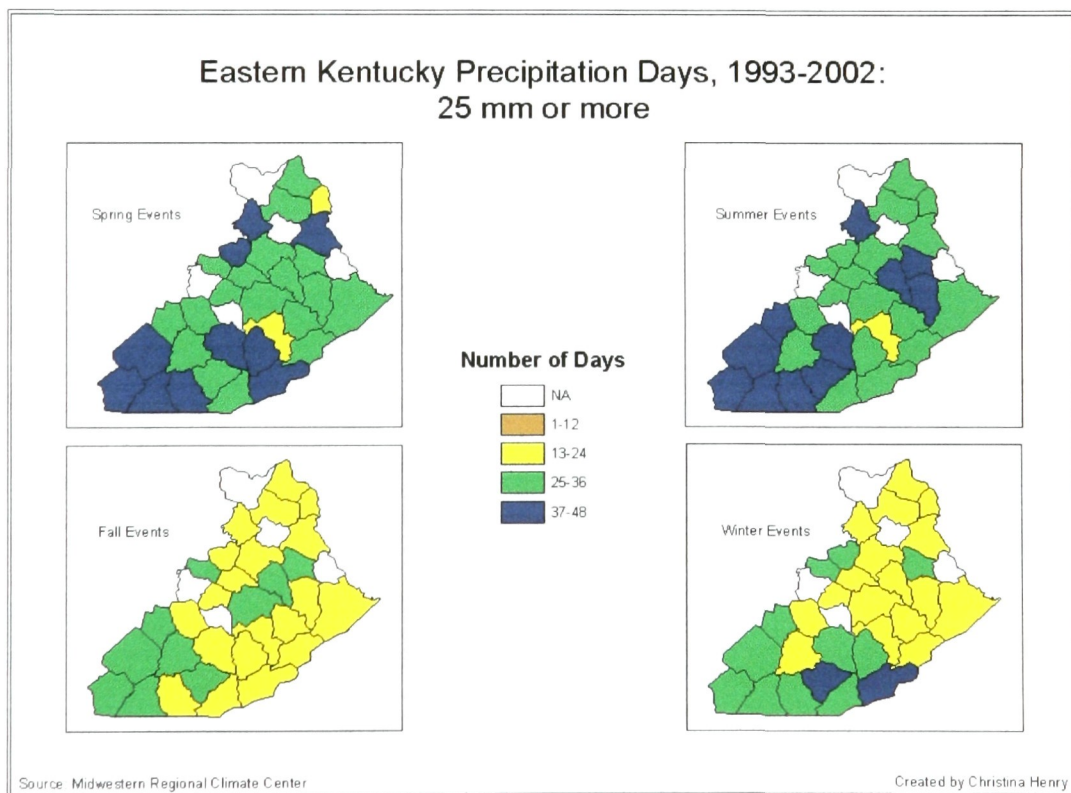 Eastern Kentucky Precipitation Days, 1993-2002:
25 mm or more
Spring Events
Summer Events
Number of Days
NA
1-12
13-24
25-36
37-48
Fall Events
Winter Events
Source: Midwestern Regional Climate Center
Created by Christina Henry